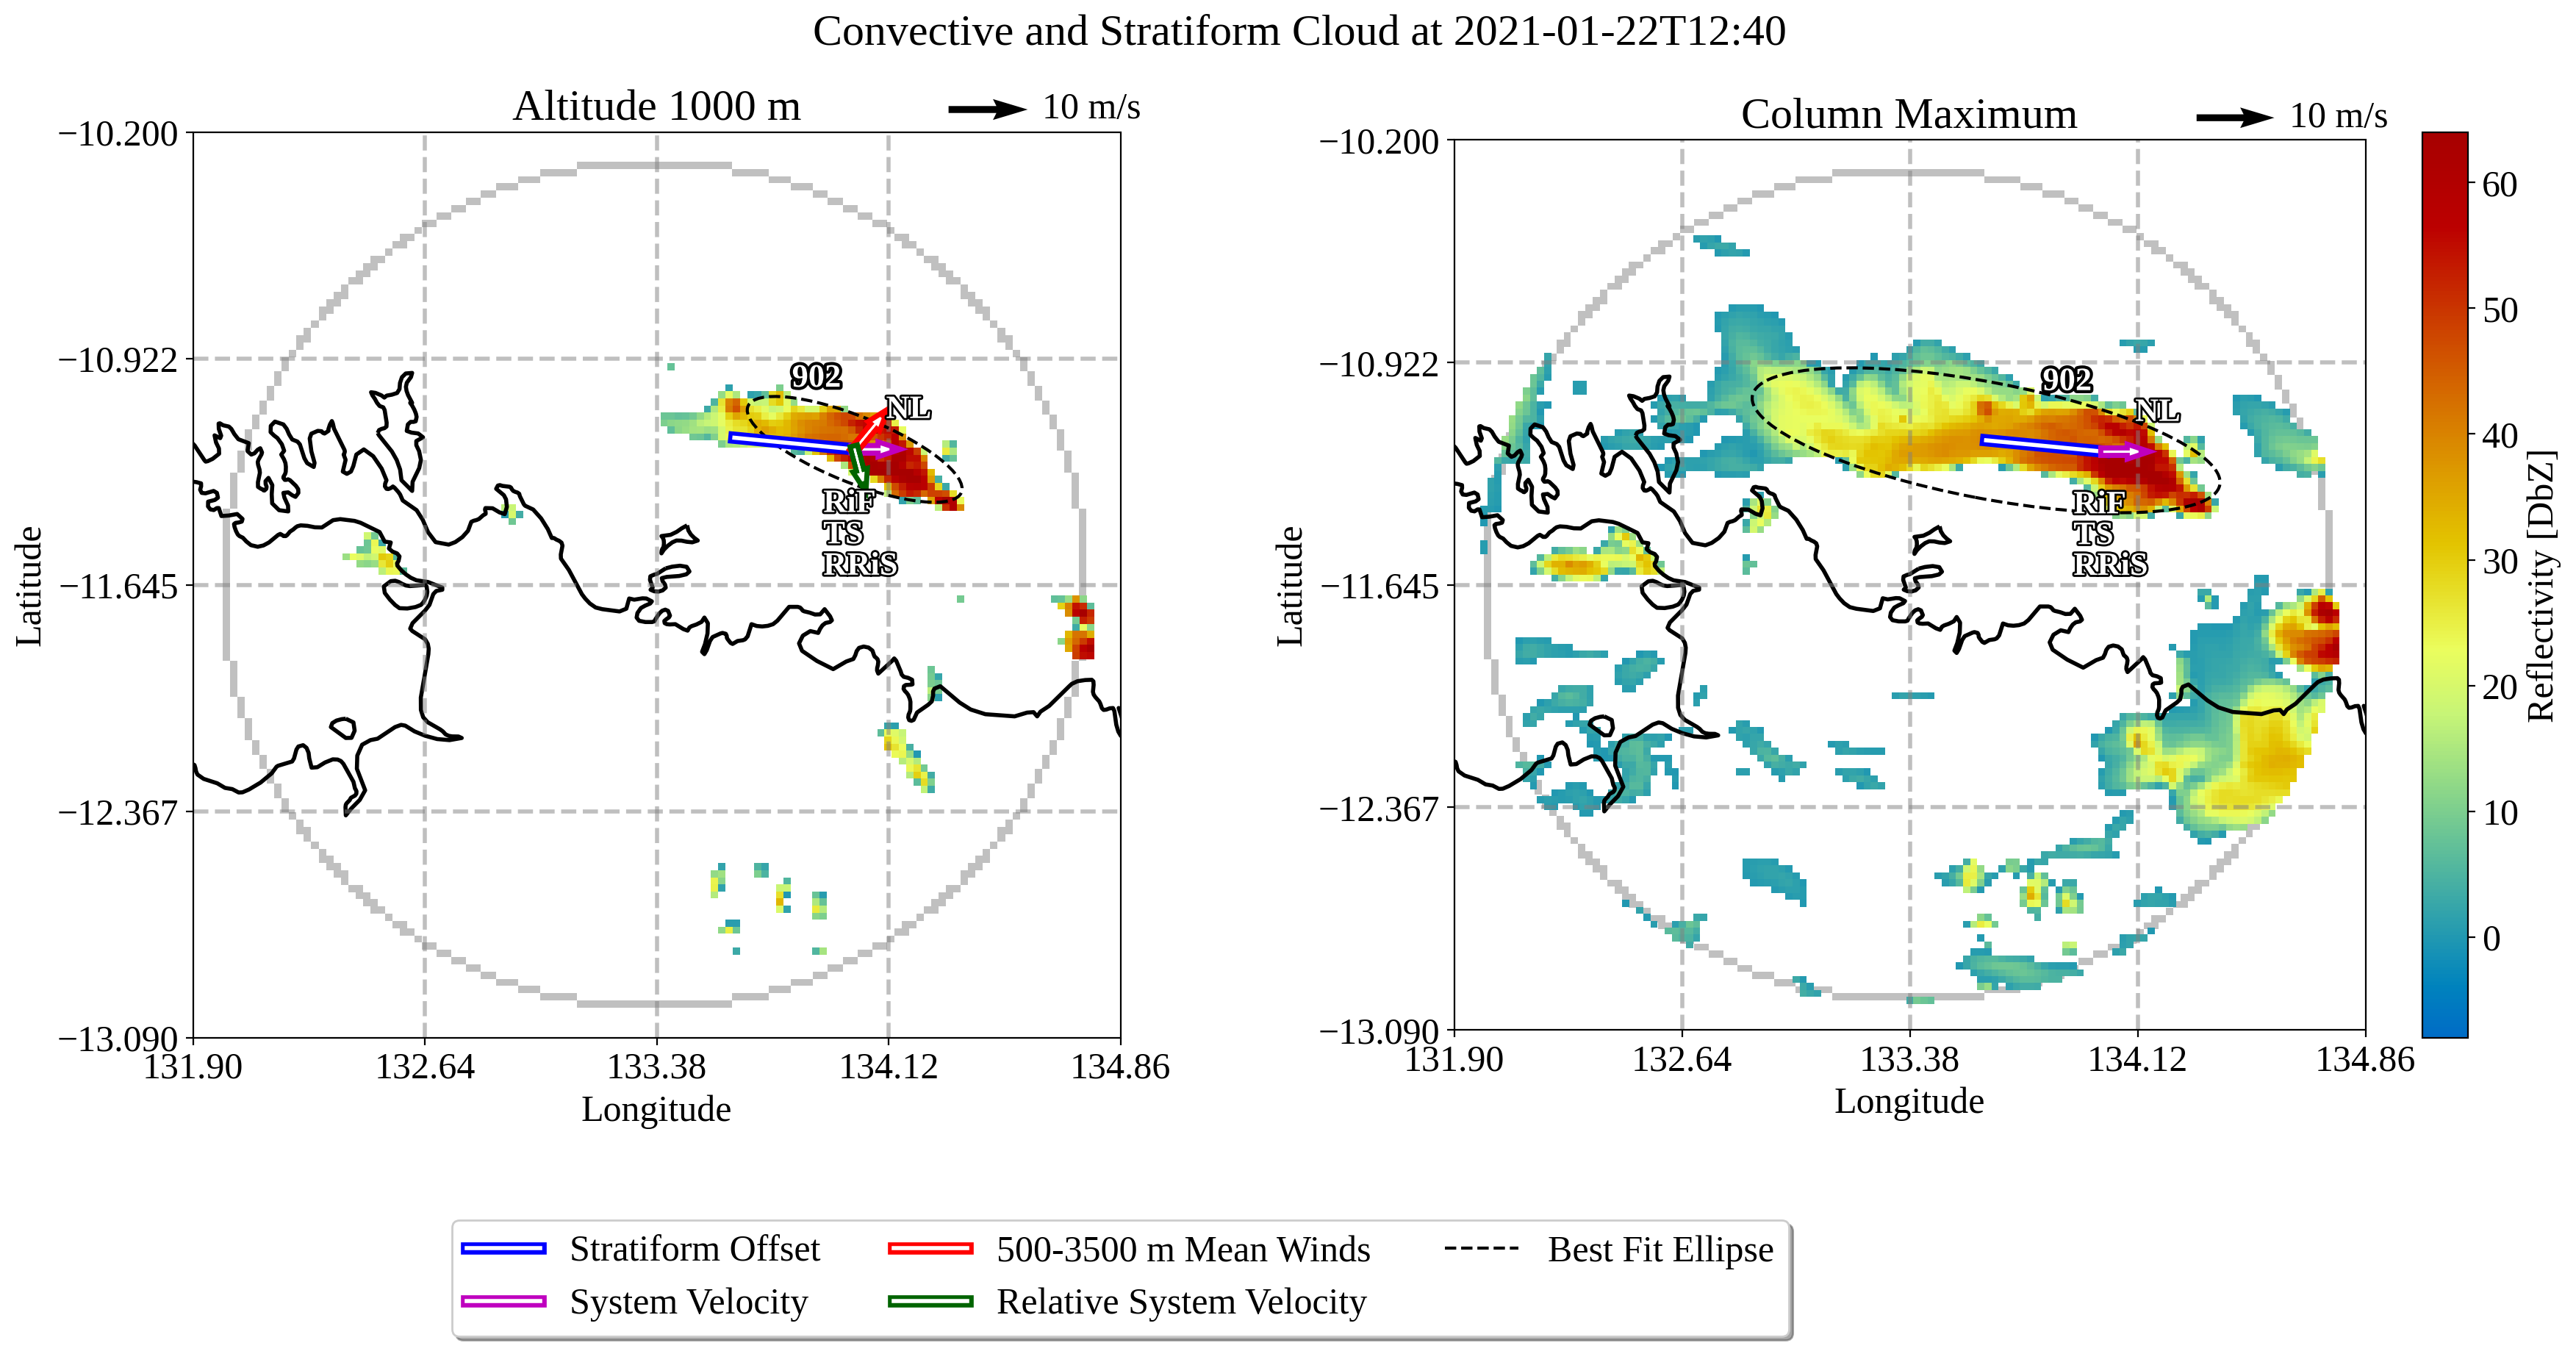 Convective and Stratiform Cloud at 2021-01-22T12:40
Altitude 1000 m
10 m/s
−10.200
−10.922
−11.645
−12.367
−13.090
Latitude
902
NL
RiF
TS
RRiS
131.90
132.64
133.38
134.12
134.86
Longitude
Column Maximum
10 m/s
−10.200
−10.922
−11.645
−12.367
−13.090
Latitude
902
NL
RiF
TS
RRiS
131.90
132.64
133.38
134.12
134.86
Longitude
60
50
40
30
20
10
0
Reflectivity [DbZ]
Stratiform Offset
System Velocity
500-3500 m Mean Winds
Relative System Velocity
Best Fit Ellipse